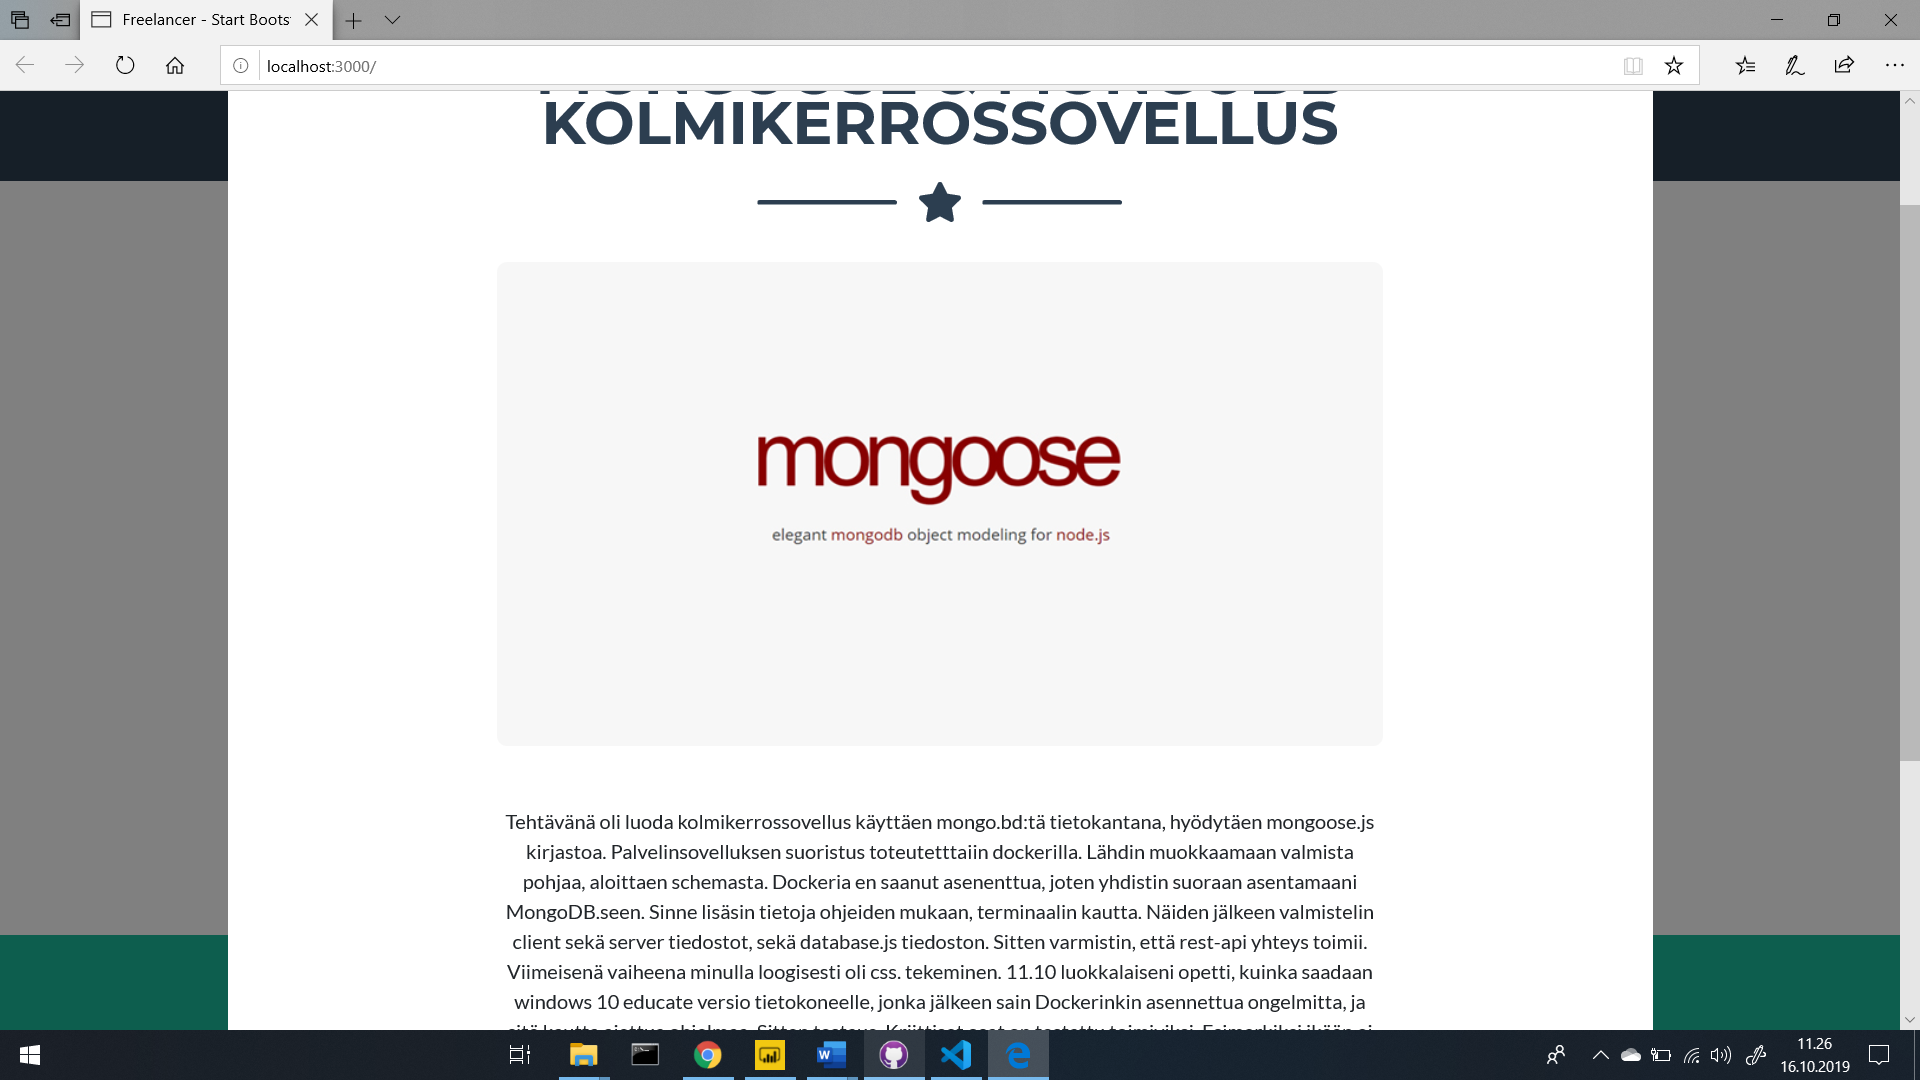 Freelancer - Start Boots
localhost:3000/
MONGOOSE & MONGODB
KOLMIKERROSSOVELLUS
mongoose
elegant mongodb object modeling for node.js
Tehtävänä oli luoda kolmikerrossovellus käyttäen mongo.bd:tä tietokantana, hyödytäen mongoose.js
kirjastoa. Palvelinsovelluksen suoristus toteutetttaiin dockerilla. Lähdin muokkaamaan valmista
pohjaa, aloittaen schemasta. Dockeria en saanut asenenttua, joten yhdistin suoraan asentamaani
MongoDB.seen. Sinne lisäsin tietoja ohjeiden mukaan, terminaalin kautta. Näiden jälkeen valmistelin
client sekä server tiedostot, sekä database.js tiedoston. Sitten varmistin, että rest-api yhteys toimii.
Viimeisenä vaiheena minulla loogisesti oli css. tekeminen. 11.10 luokkalaiseni opetti, kuinka saadaan
windows 10 educate versio tietokoneelle, jonka jälkeen sain Dockerinkin asennettua ongelmitta, ja
11.26
16.10.2019